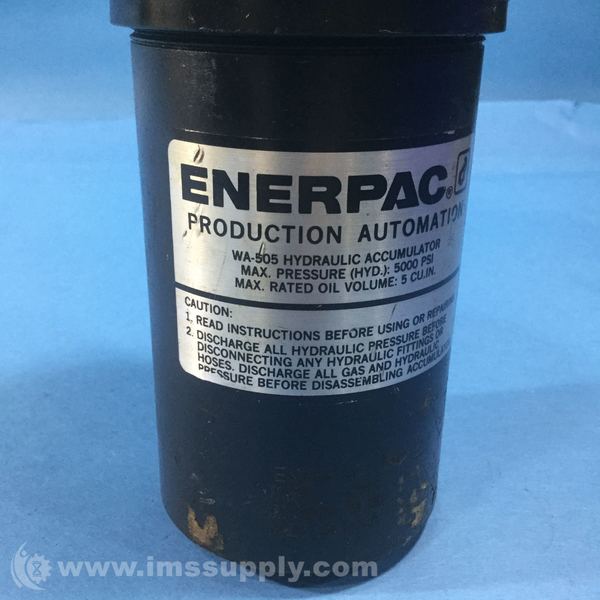 ENERPAC®
PRODUCTION AUTOMATION
WA-505 HYDRAULIC ACCUMULATOR
MAX. PRESSURE (HYD.): 5000 PSI
MAX. RATED OIL VOLUME: 5 CU.IN.
CAUTION:
1. READ INSTRUCTIONS BEFORE USING OR REPAIRING
2. DISCHARGE ALL HYDRAULIC PRESSURE BEFORE
DISCONNECTING ANY HYDRAULIC FITTINGS OR
HOSES. DISCHARGE ALL GAS AND HYDRAULIC
PRESSURE BEFORE DISASSEMBLING ACCUMULATOR
www.imssupply.com